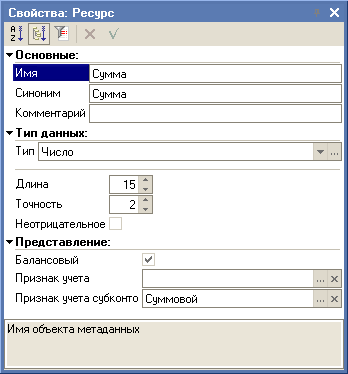 Свойства: Ресурс
Основные:
Имя Сумма
Синоним Сумма
Комментарий
Тип данных:
Тип Число ...
Длина 15
Точность 2
Неотрицательное
Представление:
Балансовый
Признак учета ...
Признак учета субконто Суммовой ...
Имя объекта метаданных